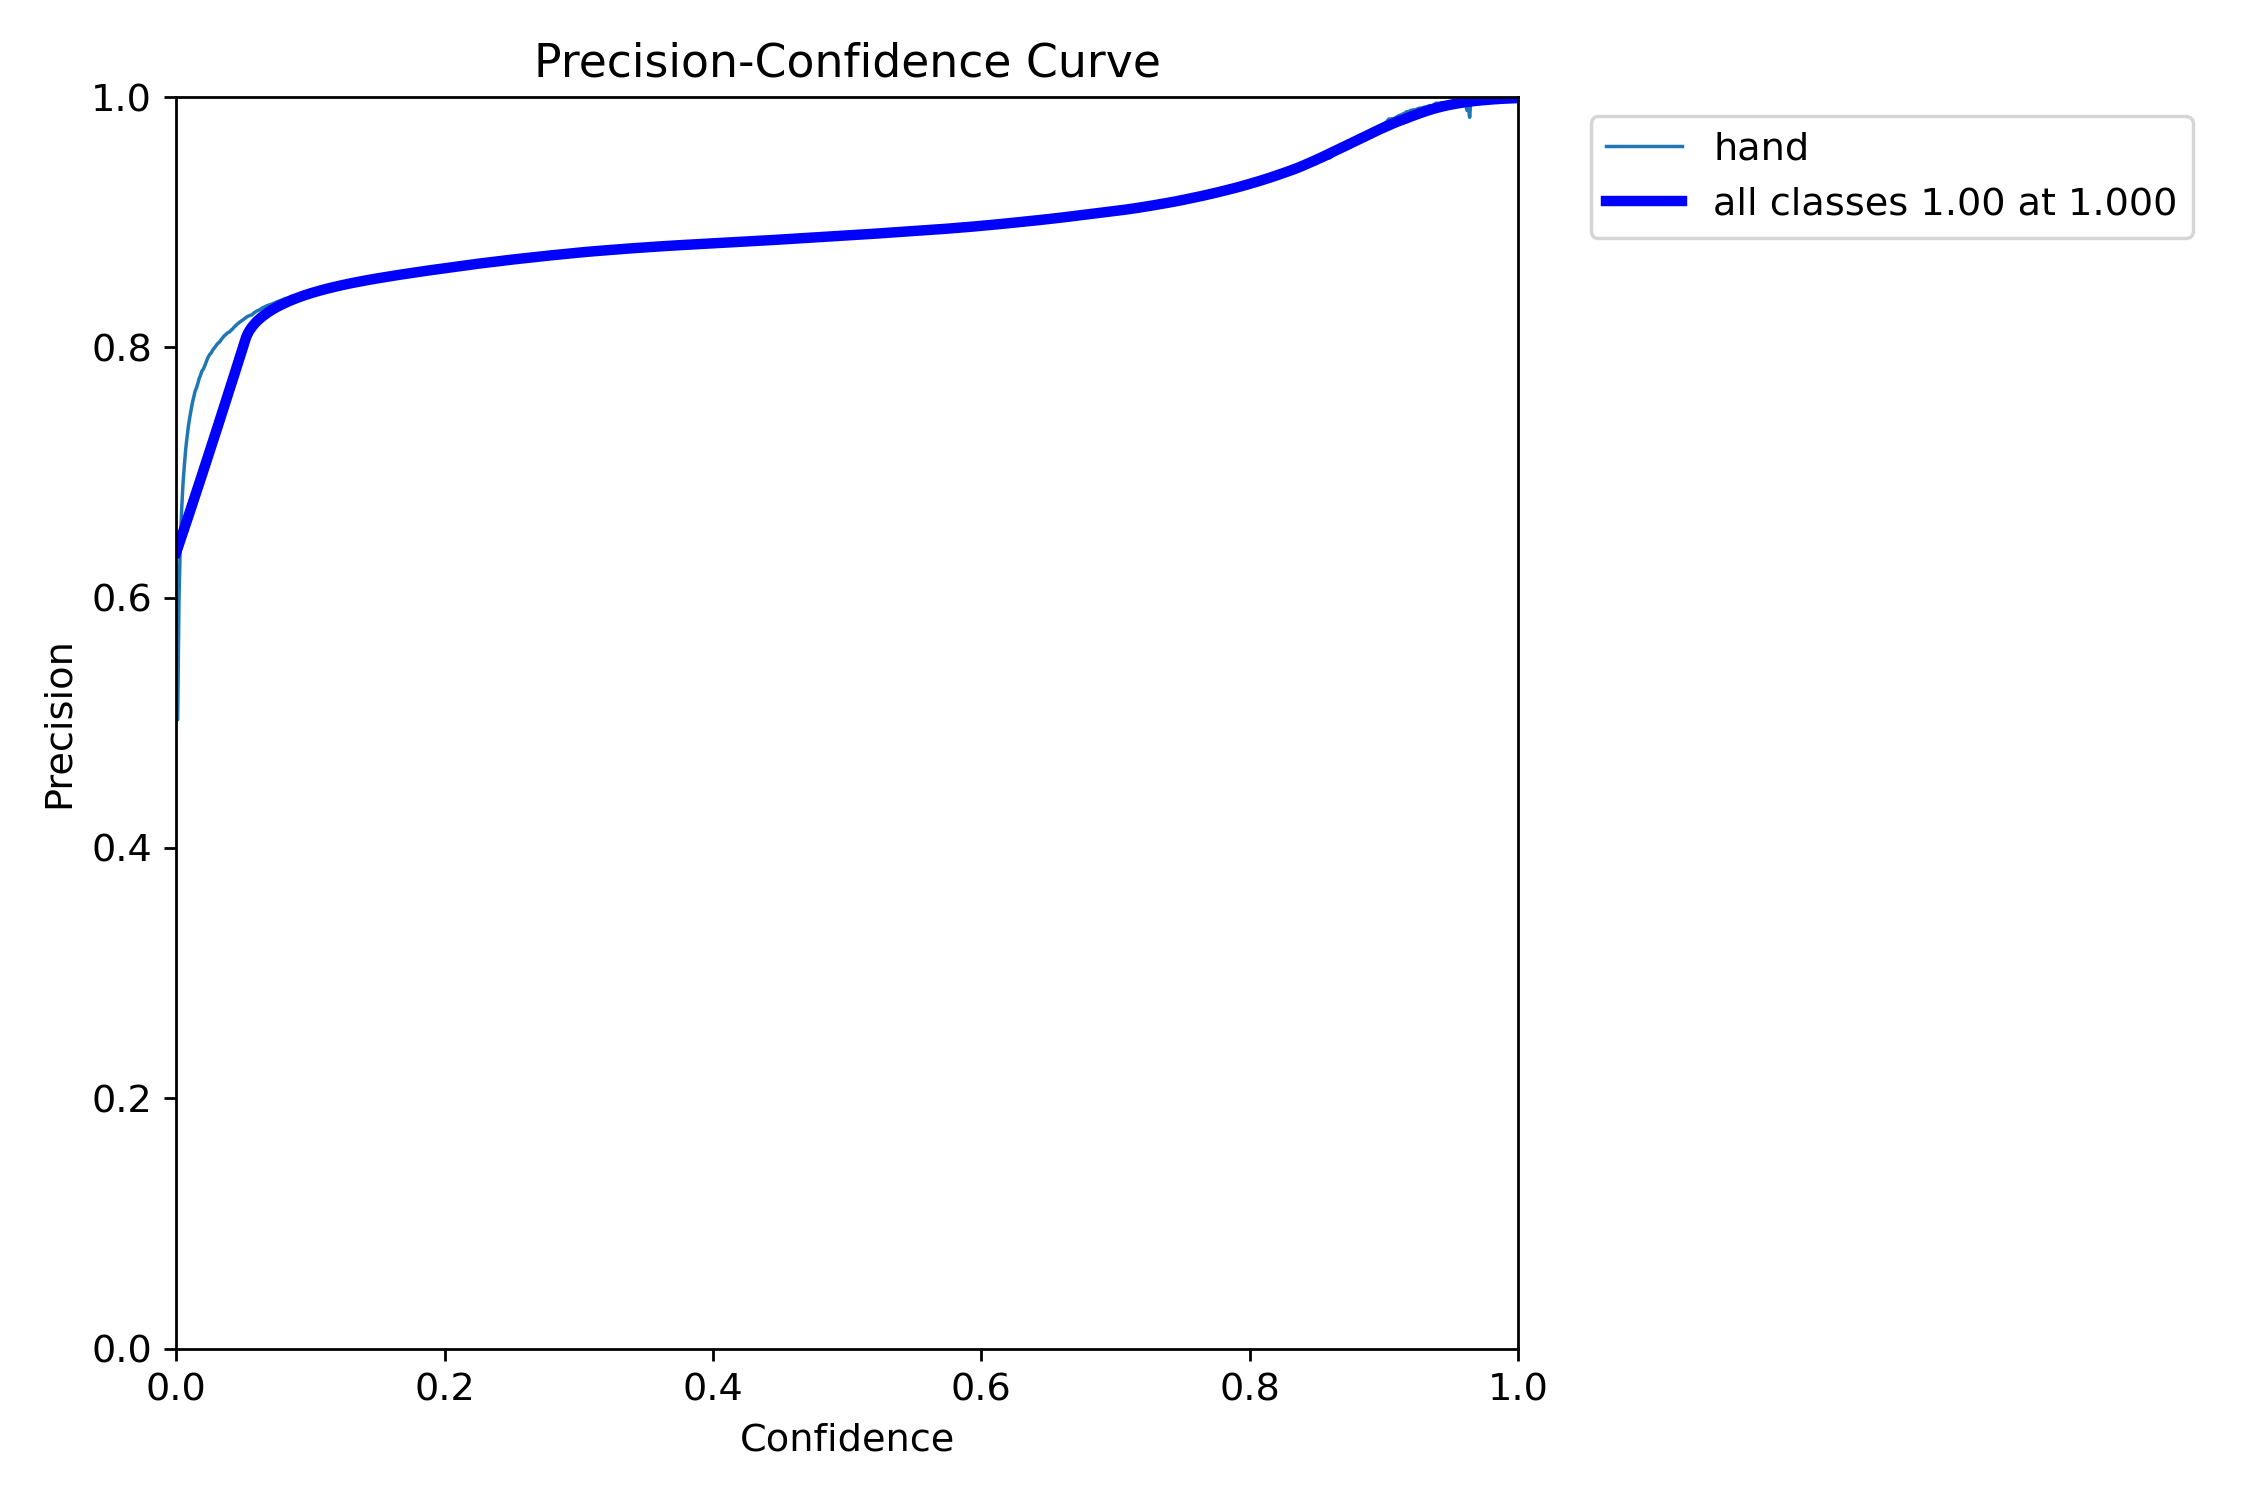 Precision-Confidence Curve
1.0
0.8
0.6
0.4
0.2
0.0
Precision
0.0 0.2 0.4 0.6 0.8 1.0
Confidence
hand
all classes 1.00 at 1.000